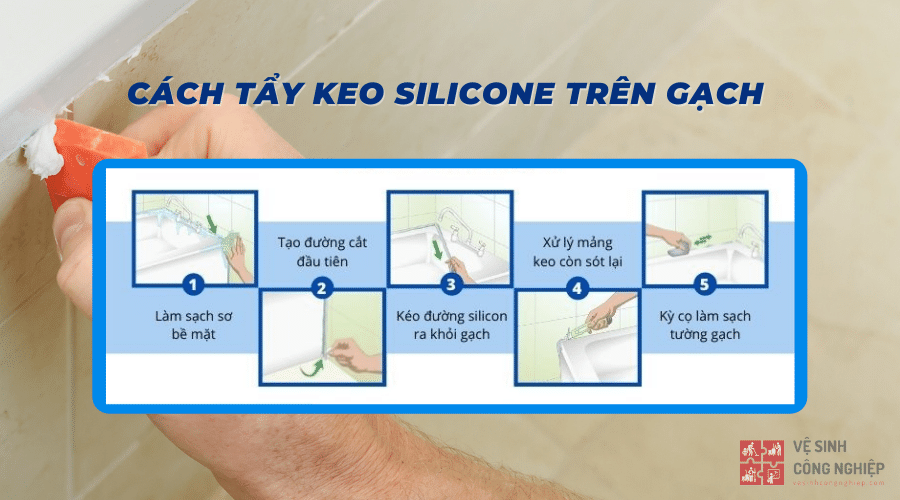 CÁCH TẨY KEO SILICONE TRÊN GẠCH
1
Làm sạch sơ
bề mặt
Tạo đường cắt
đầu tiên
2
3
Kéo đường silicon
ra khỏi gạch
Xử lý mảng
keo còn sót lại
4
5
Kỳ cọ làm sạch
tường gạch
VỆ SINH
CÔNG NGHIỆP
vesinhcongnghiep.com